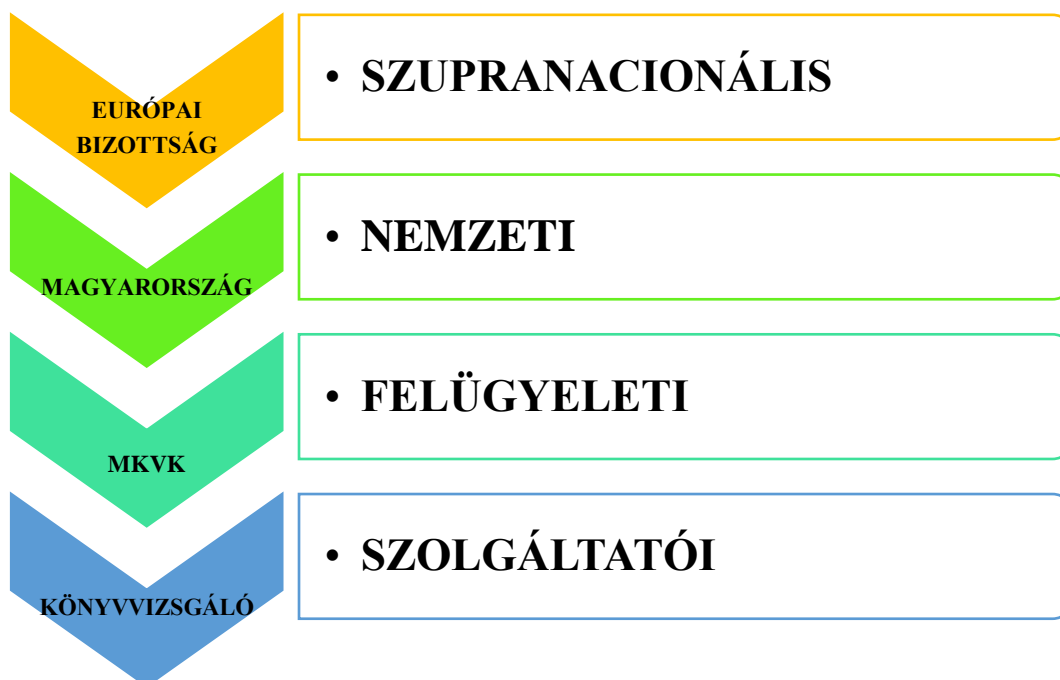 EURÓPAI
BIZOTTSÁG
• SZUPRANACIONÁLIS
MAGYARORSZÁG
• NEMZETI
MKVK
• FELÜGYELETI
KÖNYVVIZSGÁLÓ
• SZOLGÁLTATÓI